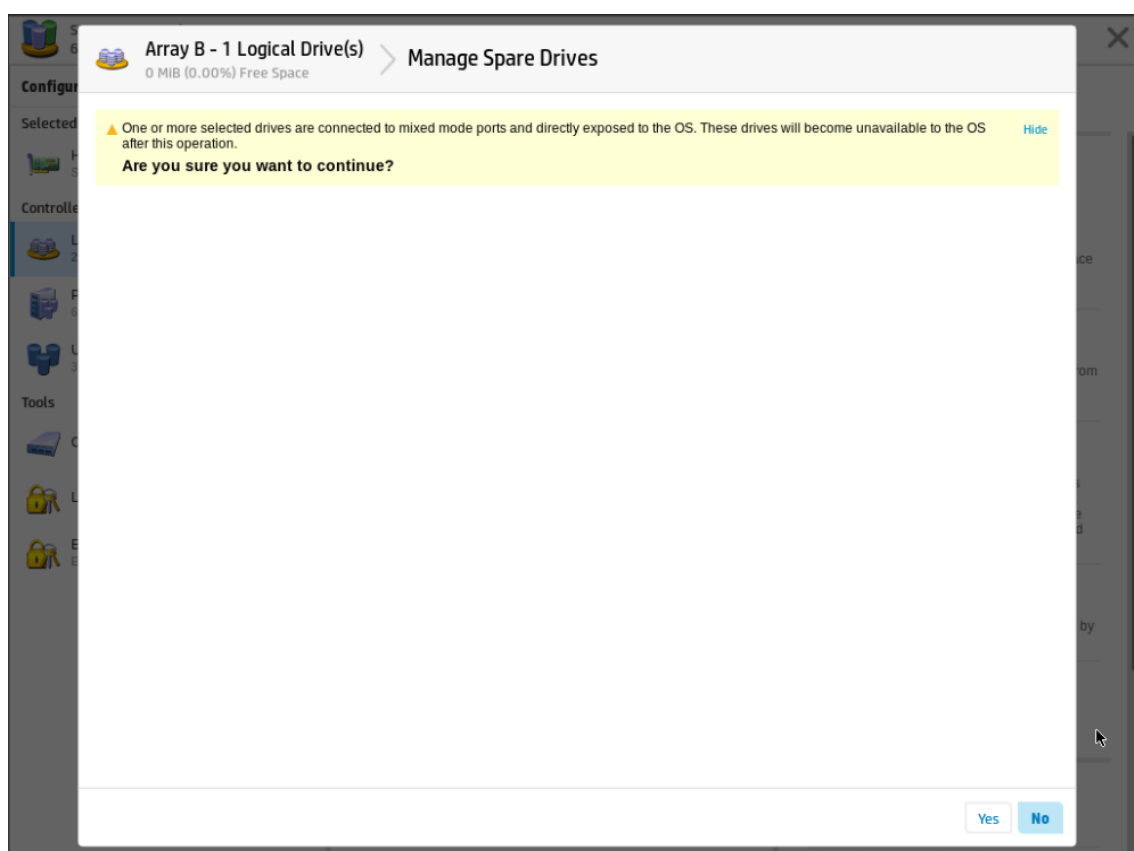 Array B - 1 Logical Drive(s)
0 MiB (0.00%) Free Space
Manage Spare Drives
One or more selected drives are connected to mixed mode ports and directly exposed to the OS. These drives will become unavailable to the OS
after this operation.
Hide
Are you sure you want to continue?
Configur
Selected
Controlle
Tools
ce
om
by
Yes
No